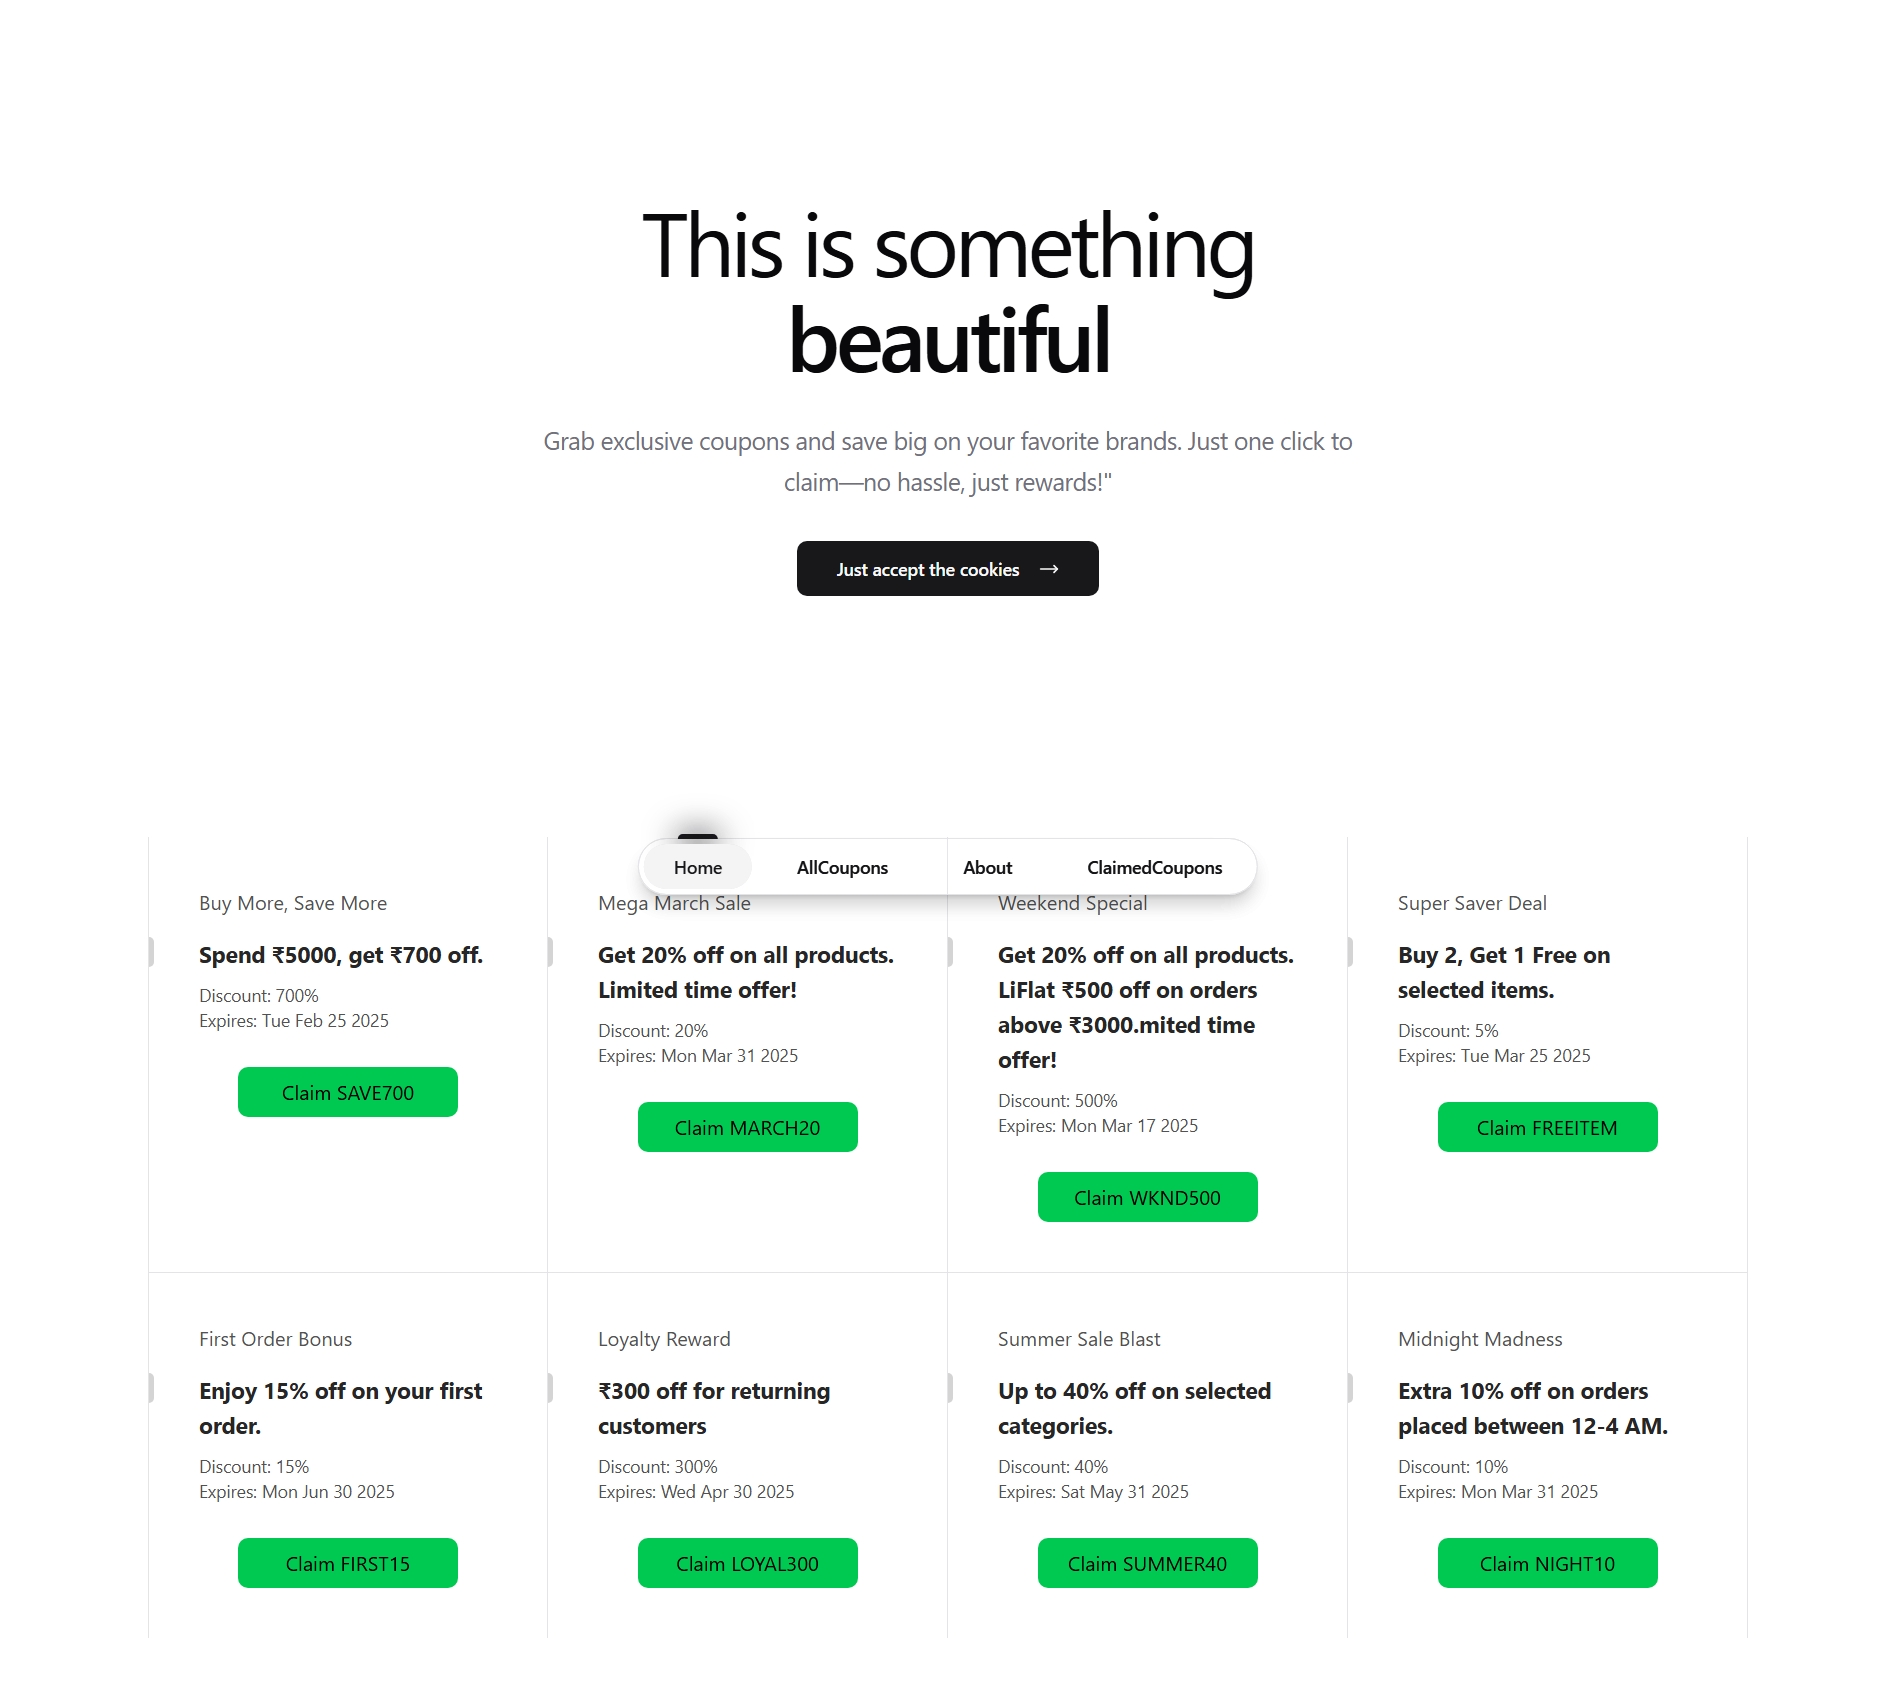 This is something
beautiful
Grab exclusive coupons and save big on your favorite brands. Just one click to
claim—no hassle, just rewards!"
Just accept the cookies →
Home
AllCoupons
About
ClaimedCoupons
Buy More, Save More
Spend ₹5000, get ₹700 off.
Discount: 700%
Expires: Tue Feb 25 2025
Claim SAVE700
Mega March Sale
Get 20% off on all products.
Limited time offer!
Discount: 20%
Expires: Mon Mar 31 2025
Claim MARCH20
Weekend Special
Get 20% off on all products.
LiFlat ₹500 off on orders
above ₹3000.mited time
offer!
Discount: 500%
Expires: Mon Mar 17 2025
Claim WKND500
Super Saver Deal
Buy 2, Get 1 Free on
selected items.
Discount: 5%
Expires: Tue Mar 25 2025
Claim FREEITEM
First Order Bonus
Enjoy 15% off on your first
order.
Discount: 15%
Expires: Mon Jun 30 2025
Claim FIRST15
Loyalty Reward
₹300 off for returning
customers
Discount: 300%
Expires: Wed Apr 30 2025
Claim LOYAL300
Summer Sale Blast
Up to 40% off on selected
categories.
Discount: 40%
Expires: Sat May 31 2025
Claim SUMMER40
Midnight Madness
Extra 10% off on orders
placed between 12-4 AM.
Discount: 10%
Expires: Mon Mar 31 2025
Claim NIGHT10